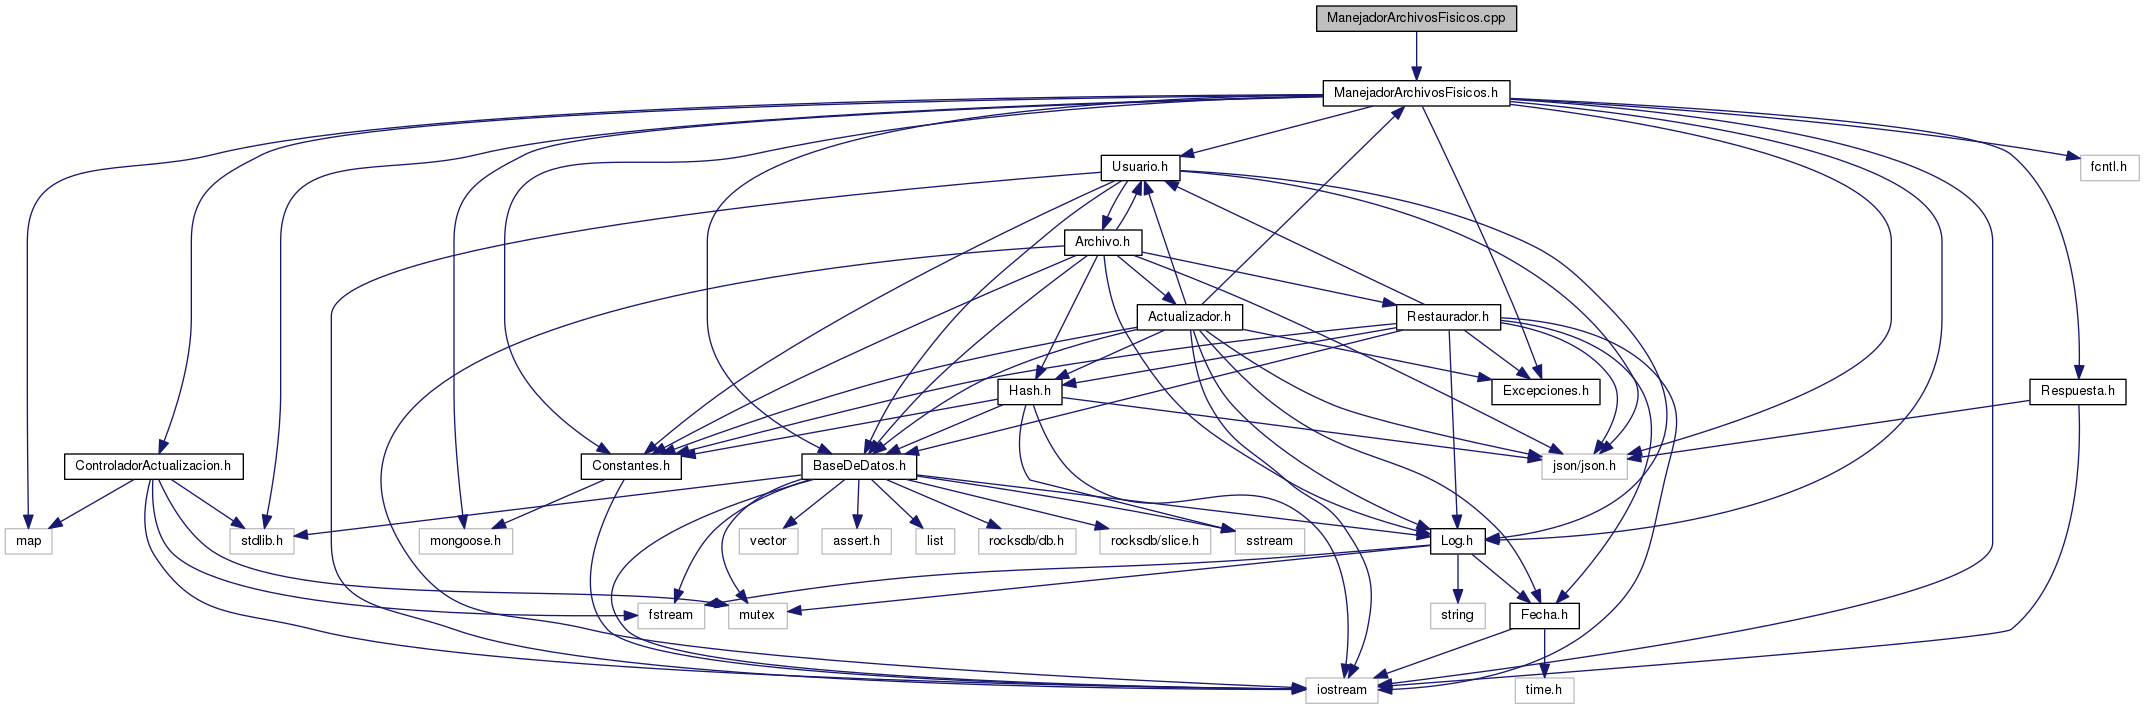 ManejadorArchivosFisicos.cpp
ManejadorArchivosFisicos.h
Usuario.h
fcntl.h
Archivo.h
Actualizador.h
Restaurador.h
Hash.h
Excepciones.h
Respuesta.h
ControladorActualizacion.h
Constantes.h
BaseDeDatos.h
json/json.h
map
stdlib.h
mongoose.h
vector
assert.h
list
rocksdb/db.h
rocksdb/slice.h
sstream
Log.h
fstream
mutex
string
Fecha.h
iostream
time.h